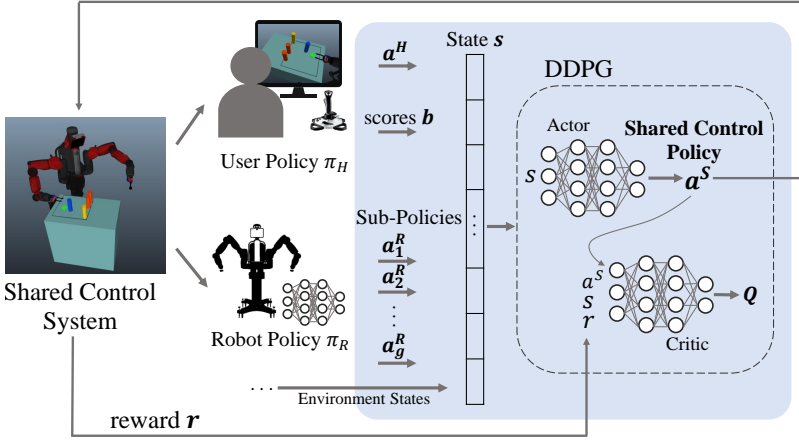 a^H
State s
DDPG
scores b
Actor
Shared Control
Policy
S
a^S
User Policy π_H
Sub-Policies
⋮
a_1^R
a_2^R
⋮
a_g^R
a^S
S
r
Q
Critic
Shared Control
System
Robot Policy π_R
...
Environment States
reward r